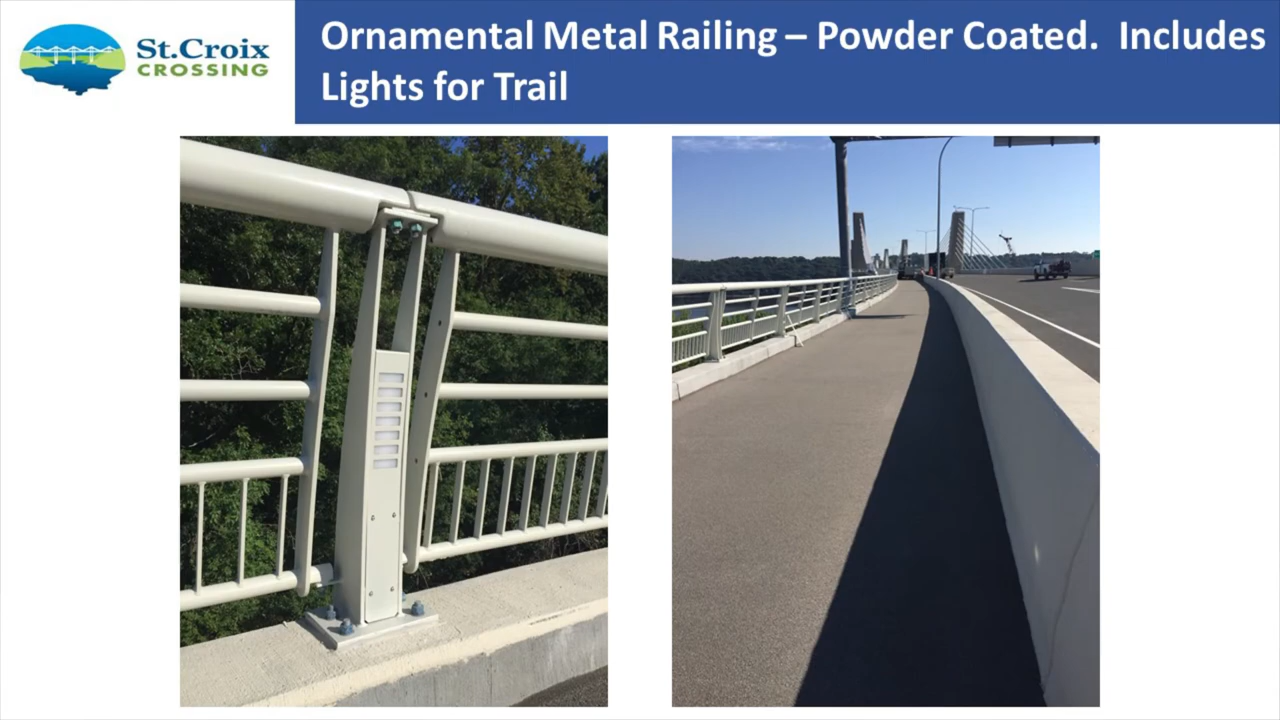 St.Croix
CROSSING
Ornamental Metal Railing – Powder Coated.  Includes
Lights for Trail